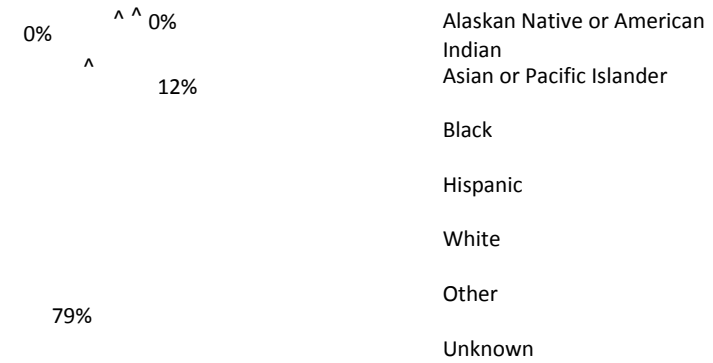 0%
^ ^ 0%
^
12%
79%
Alaskan Native or American
Indian
Asian or Pacific Islander
Black
Hispanic
White
Other
Unknown